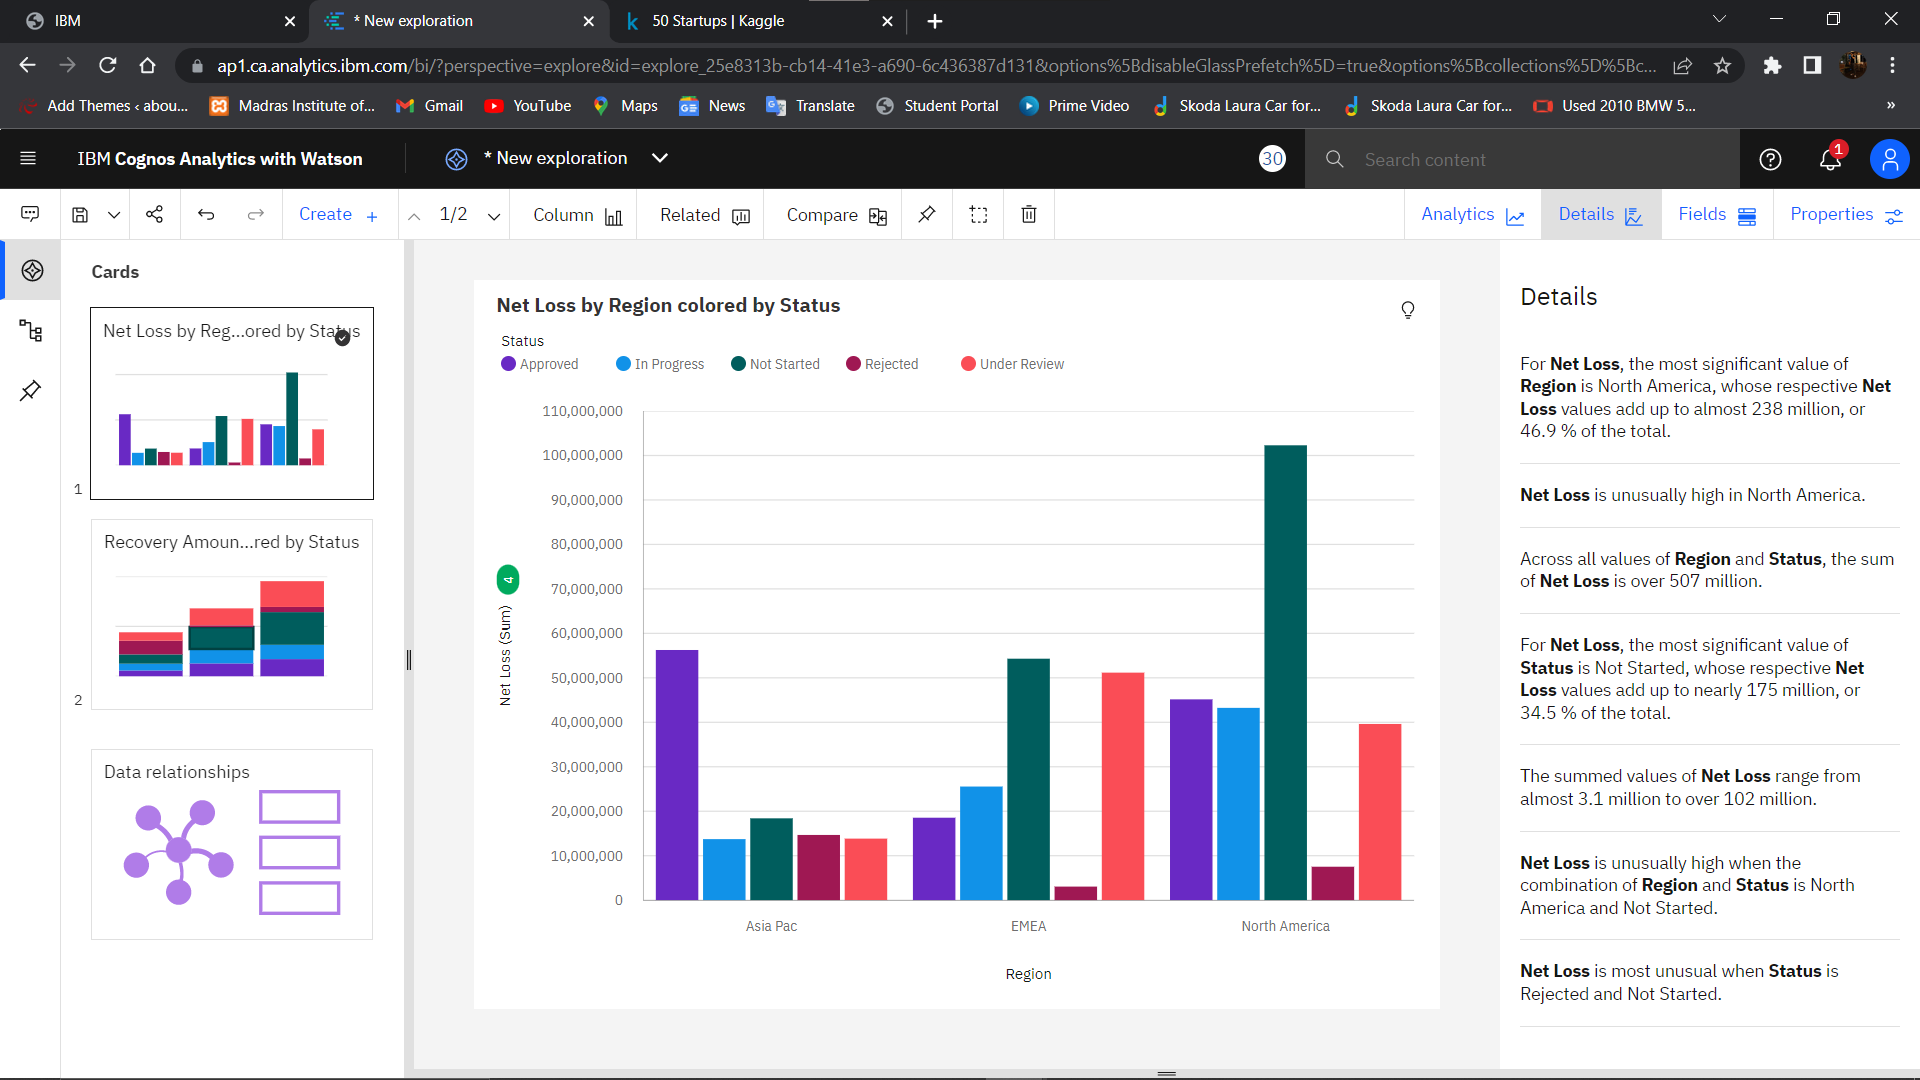 IBM
* New exploration
50 Startups | Kaggle
ap1.ca.analytics.ibm.com/bi/?perspective=explore&id=explore_25e8313b-cb14-41e3-a690-6c436387d131&options%5BdisableGlassPrefetch%5D=true&options%5Bcollections%5D%5Bc...
Add Themes ‹ abou...
Madras Institute of...
Gmail
YouTube
Maps
News
Translate
Student Portal
Prime Video
Skoda Laura Car for...
Skoda Laura Car for...
Used 2010 BMW 5...
»
IBM Cognos Analytics with Watson
* New exploration
30
Search content
1
Create
1/2
Column
Related
Compare
Analytics
Details
Fields
Properties
Cards
Net Loss by Reg...ored by Status
1
Recovery Amoun...red by Status
2
Data relationships
Net Loss by Region colored by Status
Status
Approved
In Progress
Not Started
Rejected
Under Review
110,000,000
100,000,000
90,000,000
80,000,000
70,000,000
60,000,000
50,000,000
40,000,000
30,000,000
20,000,000
10,000,000
0
4
Net Loss (Sum)
Asia Pac
EMEA
North America
Region
Details
For Net Loss, the most significant value of
Region is North America, whose respective Net
Loss values add up to almost 238 million, or
46.9 % of the total.
Net Loss is unusually high in North America.
Across all values of Region and Status, the sum
of Net Loss is over 507 million.
For Net Loss, the most significant value of
Status is Not Started, whose respective Net
Loss values add up to nearly 175 million, or
34.5 % of the total.
The summed values of Net Loss range from
almost 3.1 million to over 102 million.
Net Loss is unusually high when the
combination of Region and Status is North
America and Not Started.
Net Loss is most unusual when Status is
Rejected and Not Started.